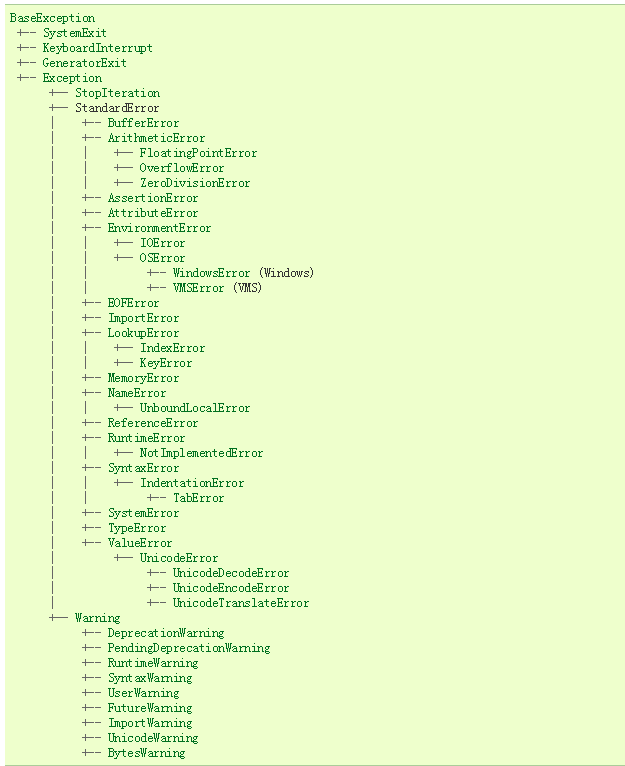 BaseException
 +-- SystemExit
 +-- KeyboardInterrupt
 +-- GeneratorExit
 +-- Exception
      +-- StopIteration
      +-- StandardError
      |    +-- BufferError
      |    +-- ArithmeticError
      |    |    +-- FloatingPointError
      |    |    +-- OverflowError
      |    |    +-- ZeroDivisionError
      |    +-- AssertionError
      |    +-- AttributeError
      |    +-- EnvironmentError
      |    |    +-- IOError
      |    |    +-- OSError
      |    |         +-- WindowsError (Windows)
      |    |         +-- VMSError (VMS)
      |    +-- EOFError
      |    +-- ImportError
      |    +-- LookupError
      |    |    +-- IndexError
      |    |    +-- KeyError
      |    +-- MemoryError
      |    +-- NameError
      |    |    +-- UnboundLocalError
      |    +-- ReferenceError
      |    +-- RuntimeError
      |    |    +-- NotImplementedError
      |    +-- SyntaxError
      |    |    +-- IndentationError
      |    |         +-- TabError
      |    +-- SystemError
      |    +-- TypeError
      |    +-- ValueError
      |         +-- UnicodeError
      |              +-- UnicodeDecodeError
      |              +-- UnicodeEncodeError
      |              +-- UnicodeTranslateError
      +-- Warning
           +-- DeprecationWarning
           +-- PendingDeprecationWarning
           +-- RuntimeWarning
           +-- SyntaxWarning
           +-- UserWarning
           +-- FutureWarning
           +-- ImportWarning
           +-- UnicodeWarning
           +-- BytesWarning